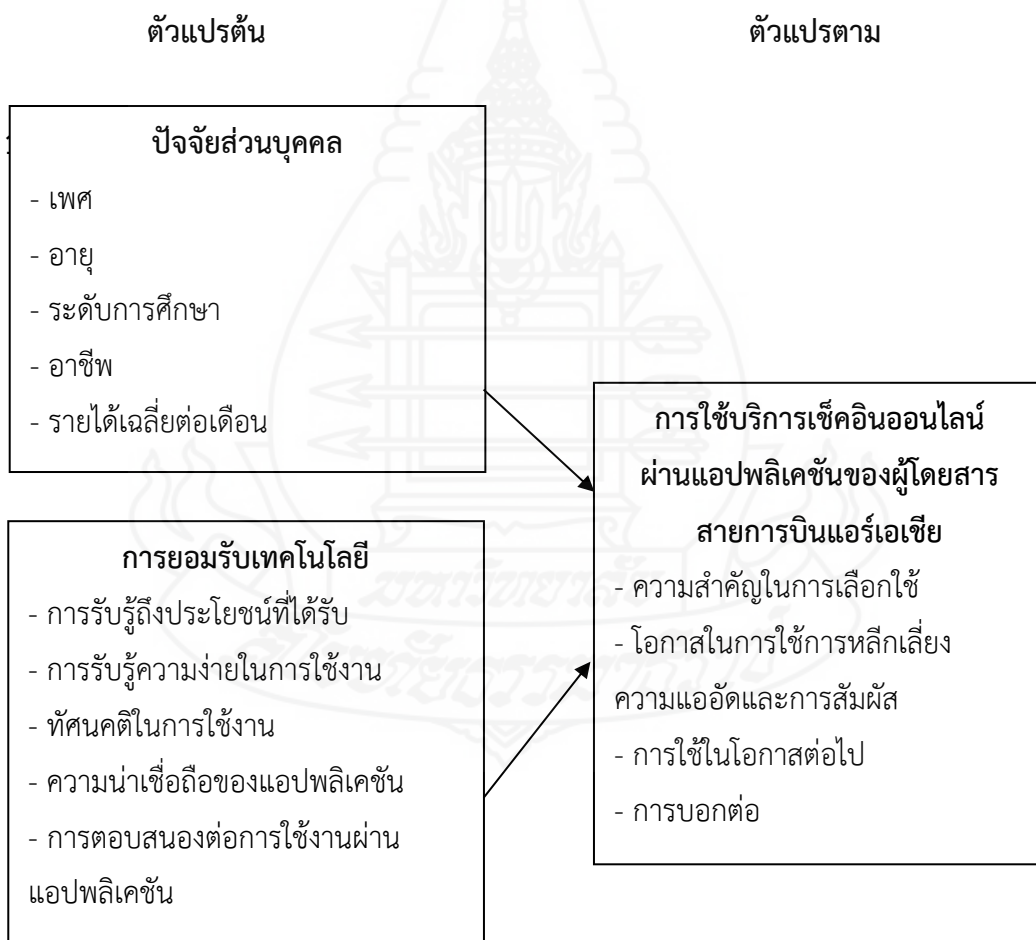 ตัวแปรต้น
ตัวแปรตาม
ปัจจัยส่วนบุคคล
- เพศ
- อายุ
- ระดับการศึกษา
- อาชีพ
- รายได้เฉลี่ยต่อเดือน
การยอมรับเทคโนโลยี
- การรับรู้ถึงประโยชน์ที่ได้รับ
- การรับรู้ความง่ายในการใช้งาน
- ทัศนคติในการใช้งาน
- ความน่าเชื่อถือของแอปพลิเคชัน
- การตอบสนองต่อการใช้งานผ่าน
แอปพลิเคชัน
การใช้บริการเช็คอินออนไลน์
ผ่านแอปพลิเคชันของผู้โดยสาร
สายการบินแอร์เอเชีย
- ความสำคัญในการเลือกใช้
- โอกาสในการใช้การหลีกเลี่ยง
ความแออัดและการสัมผัส
- การใช้ในโอกาสต่อไป
- การบอกต่อ